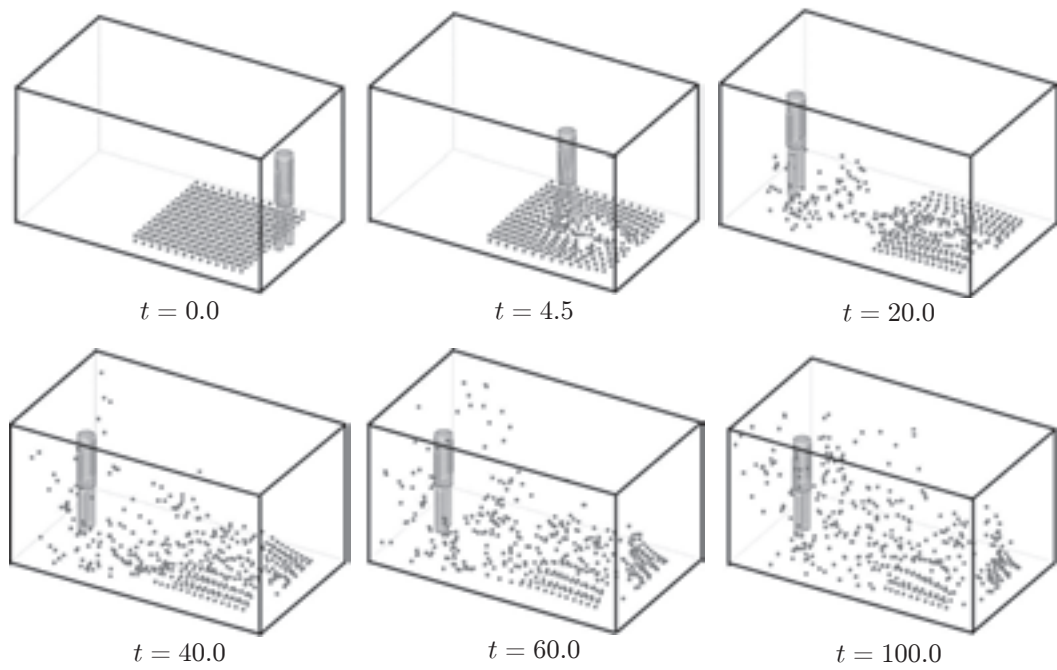 t = 0.0
t = 4.5
t = 20.0
t = 40.0
t = 60.0
t = 100.0